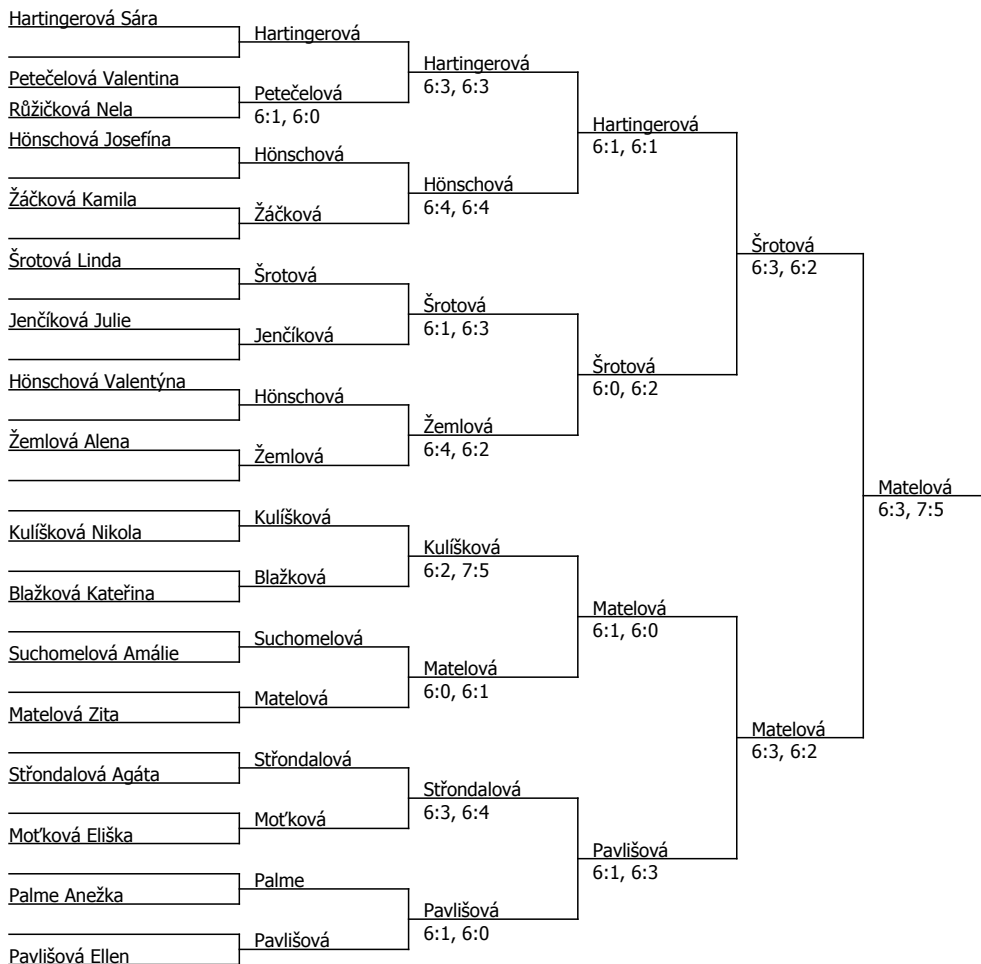 Hartingerová Sára
Petečelová Valentina
Růžičková Nela
Hönschová Josefína
Žáčková Kamila
Šrotová Linda
Jenčíková Julie
Hönschová Valentýna
Žemlová Alena
Kulíšková Nikola
Blažková Kateřina
Suchomelová Amálie
Matelová Zita
Střondalová Agáta
Moťková Eliška
Palme Anežka
Pavlišová Ellen
Hartingerová
Petečelová
6:1, 6:0
Hönschová
Žáčková
Šrotová
Jenčíková
Hönschová
Žemlová
Kulíšková
Blažková
Suchomelová
Matelová
Střondalová
Moťková
Palme
Pavlišová
Hartingerová
6:3, 6:3
Hönschová
6:4, 6:4
Šrotová
6:1, 6:3
Žemlová
6:4, 6:2
Kulíšková
6:2, 7:5
Matelová
6:0, 6:1
Střondalová
6:3, 6:4
Pavlišová
6:1, 6:0
Hartingerová
6:1, 6:1
Šrotová
6:0, 6:2
Matelová
6:1, 6:0
Pavlišová
6:1, 6:3
Šrotová
6:3, 6:2
Matelová
6:3, 6:2
Matelová
6:3, 7:5